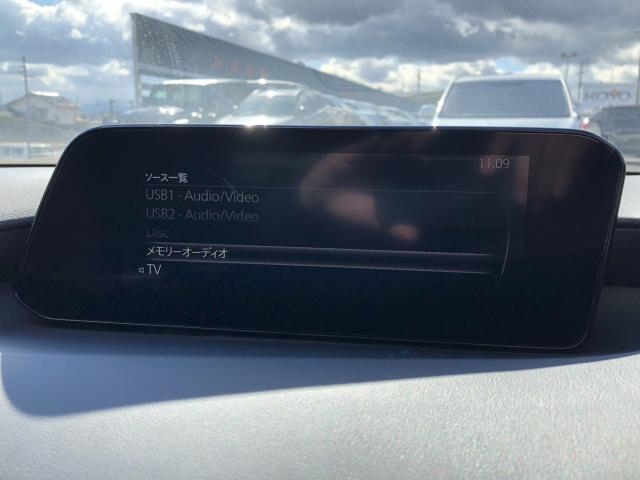 11:09
ソース一覧
USB1 - Audio/Video
USB2 - Audio/Video
Disc
メモリーオーディオ
TV